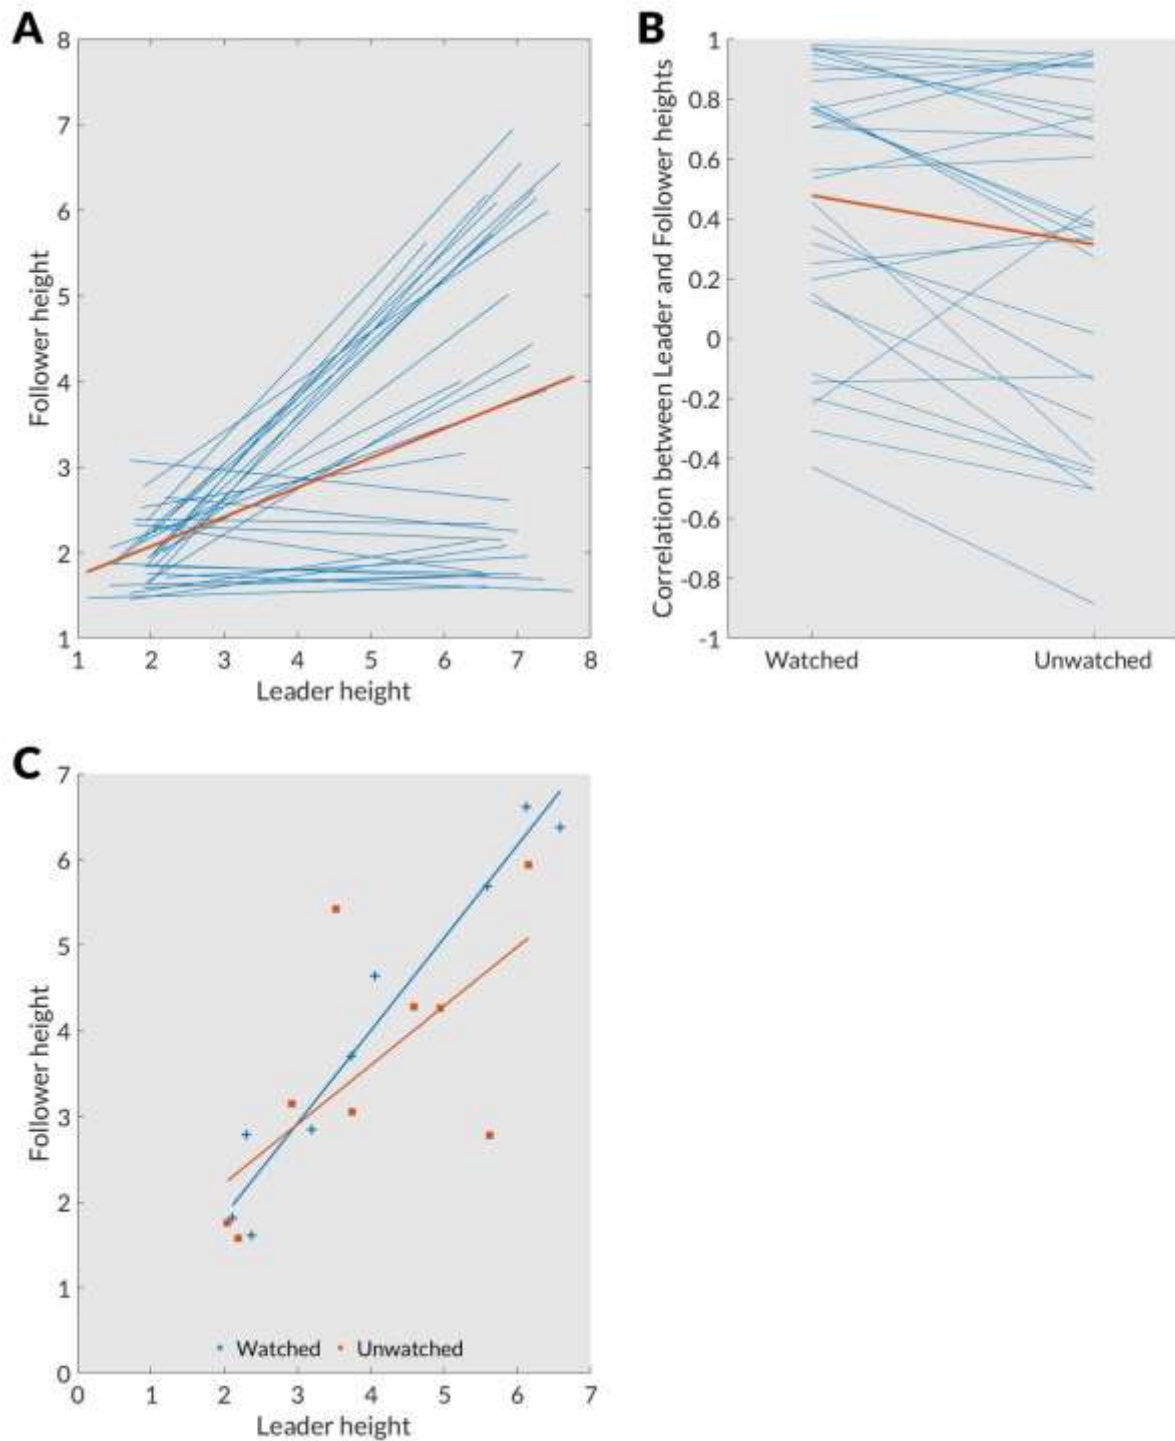 A
8
7
6
5
4
3
2
1
Follower height
1 2 3 4 5 6 7 8
Leader height
B
1
0.8
0.6
0.4
0.2
0
-0.2
-0.4
-0.6
-0.8
-1
Correlation between Leader and Follower heights
Watched Unwatched
C
7
6
5
4
3
2
1
0
Follower height
Watched Unwatched
0 1 2 3 4 5 6 7
Leader height